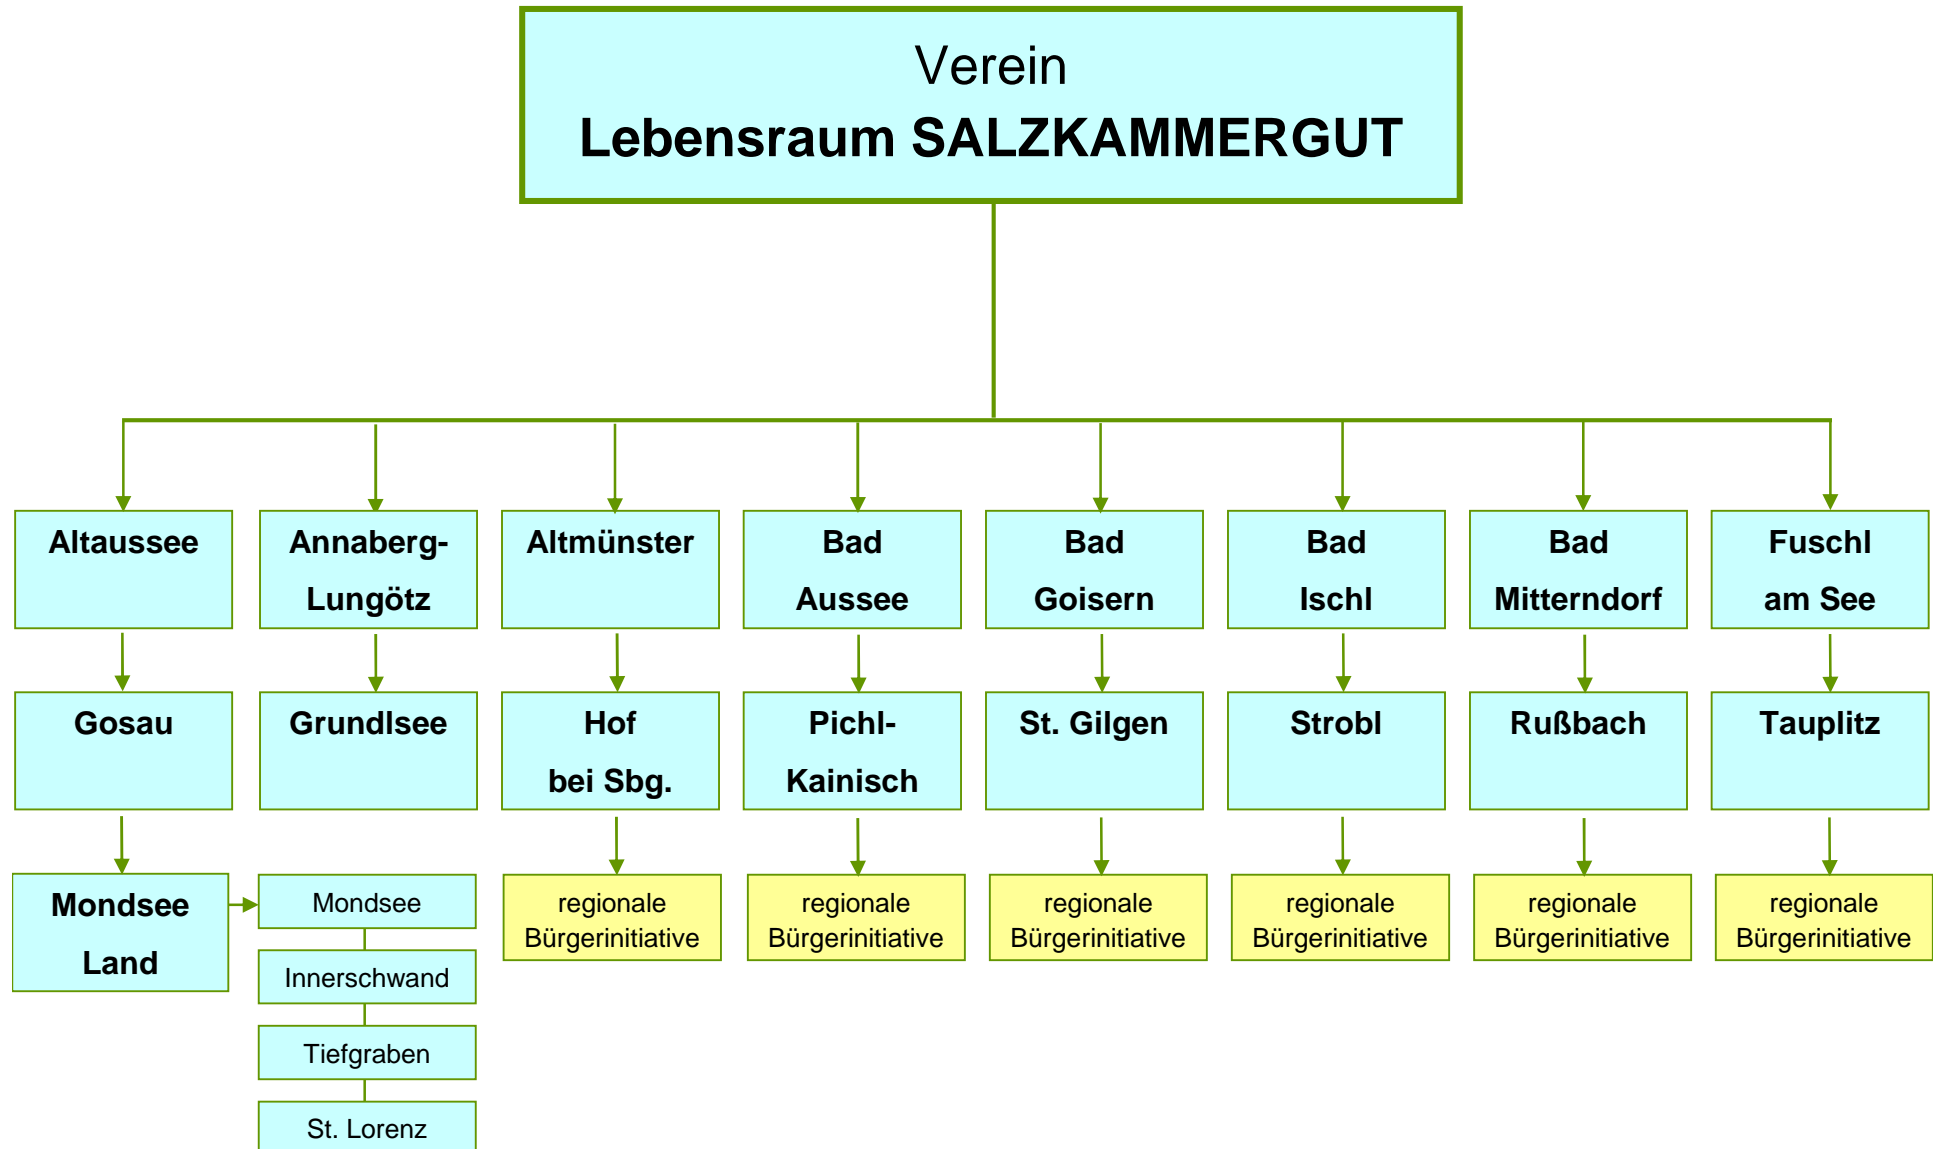 Verein
Lebensraum SALZKAMMERGUT
Altaussee
Annaberg-
Lungötz
Altmünster
Bad
Aussee
Bad
Goisern
Bad
Ischl
Bad
Mitterndorf
Fuschl
am See
Gosau
Grundlsee
Hof
bei Sbg.
Pichl-
Kainisch
St. Gilgen
Strobl
Rußbach
Tauplitz
Mondsee
Land
Mondsee
Innerschwand
Tiefgraben
St. Lorenz
regionale
Bürgerinitiative
regionale
Bürgerinitiative
regionale
Bürgerinitiative
regionale
Bürgerinitiative
regionale
Bürgerinitiative
regionale
Bürgerinitiative